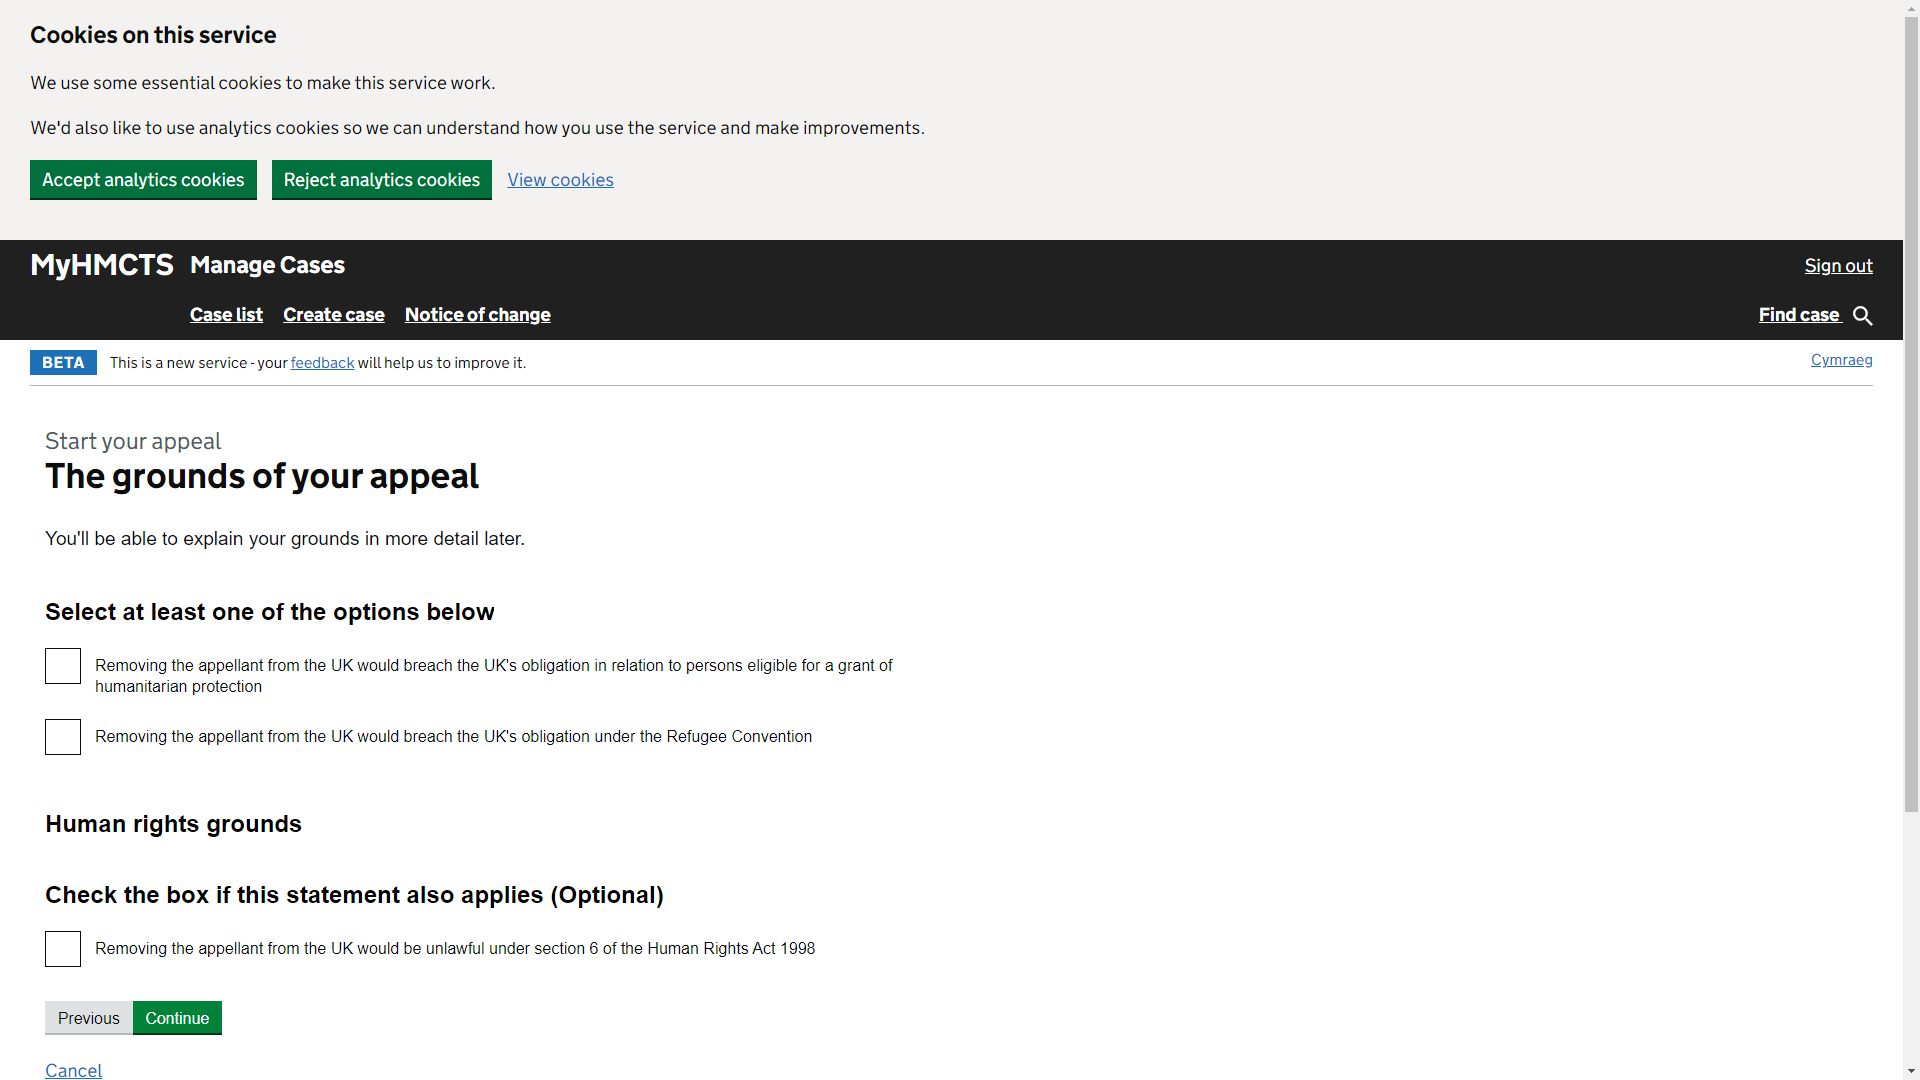 Cookies on this service
We use some essential cookies to make this service work.
We'd also like to use analytics cookies so we can understand how you use the service and make improvements.
Accept analytics cookies Reject analytics cookies View cookies
MyHMCTS Manage Cases Sign out
Case list Create case Notice of change Find case
BETA This is a new service - your feedback will help us to improve it. Cymraeg
Start your appeal
The grounds of your appeal
You'll be able to explain your grounds in more detail later.
Select at least one of the options below
Removing the appellant from the UK would breach the UK's obligation in relation to persons eligible for a grant of
humanitarian protection
Removing the appellant from the UK would breach the UK's obligation under the Refugee Convention
Human rights grounds
Check the box if this statement also applies (Optional)
Removing the appellant from the UK would be unlawful under section 6 of the Human Rights Act 1998
Previous Continue
Cancel